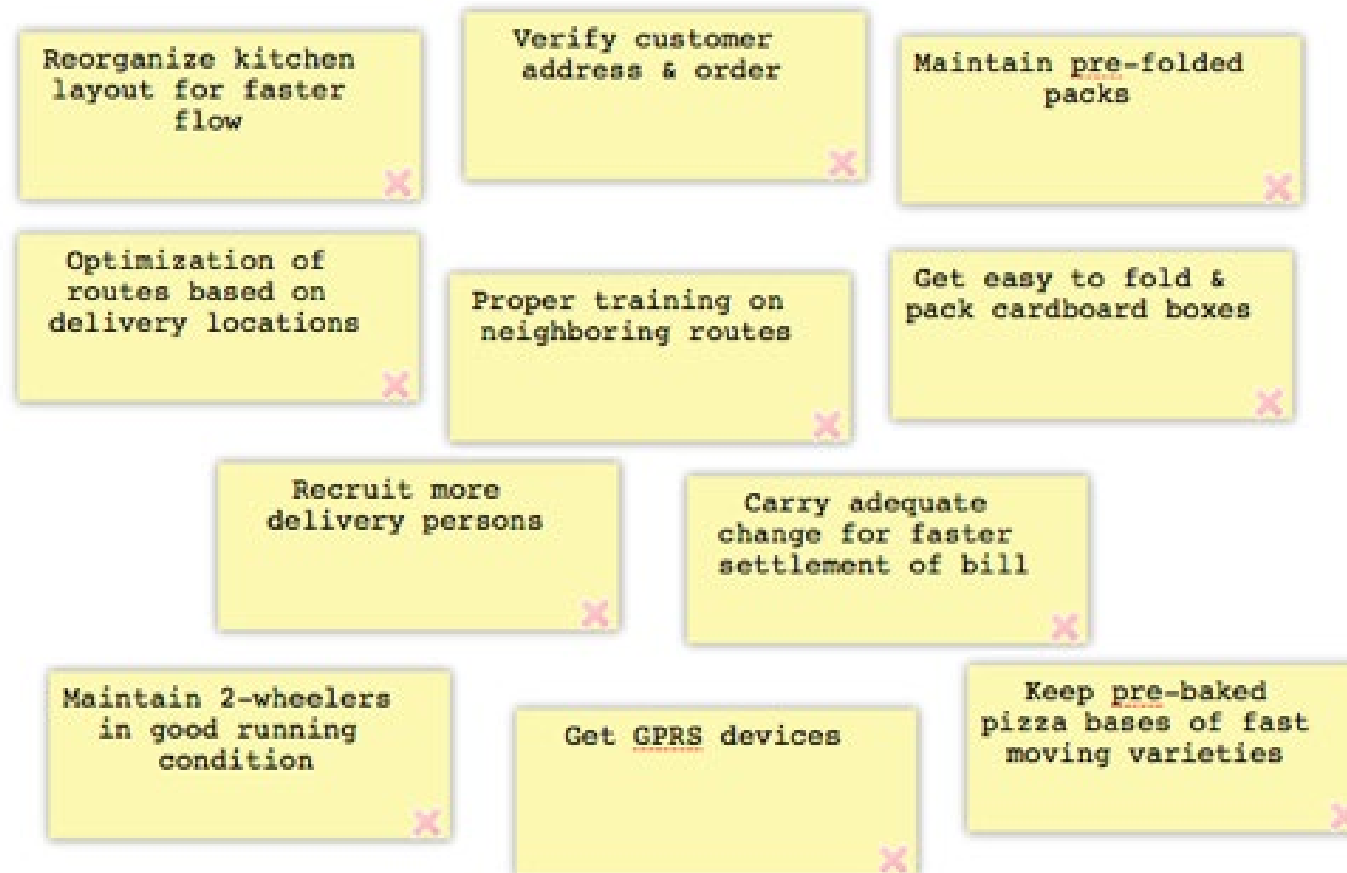 Reorganize kitchen
layout for faster
flow
Verify customer
address & order
Maintain pre-folded
packs
Optimization of
routes based on
delivery locations
Proper training on
neighboring routes
Get easy to fold &
pack cardboard boxes
Recruit more
delivery persons
Carry adequate
change for faster
settlement of bill
Maintain 2-wheelers
in good running
condition
Get GPRS devices
Keep pre-baked
pizza bases of fast
moving varieties